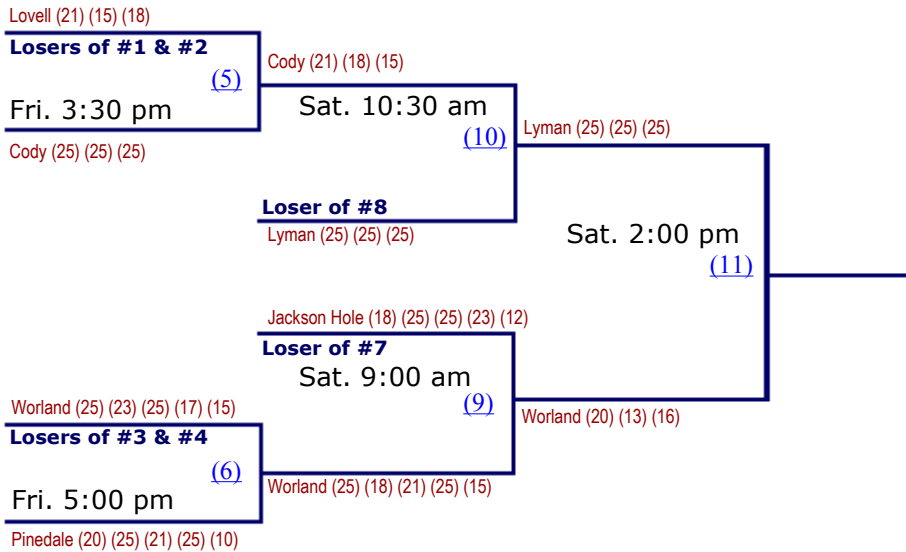 Lovell (21) (15) (18)
Losers of #1 & #2
(5)
Fri. 3:30 pm
Cody (25) (25) (25)
Cody (21) (18) (15)
Sat. 10:30 am
(10)
Loser of #8
Lyman (25) (25) (25)
Lyman (25) (25) (25)
Sat. 2:00 pm
(11)
Jackson Hole (18) (25) (25) (23) (12)
Loser of #7
Sat. 9:00 am
(9)
Worland (20) (13) (16)
Worland (25) (23) (25) (17) (15)
Losers of #3 & #4
(6)
Fri. 5:00 pm
Worland (25) (18) (21) (25) (15)
Pinedale (20) (25) (21) (25) (10)